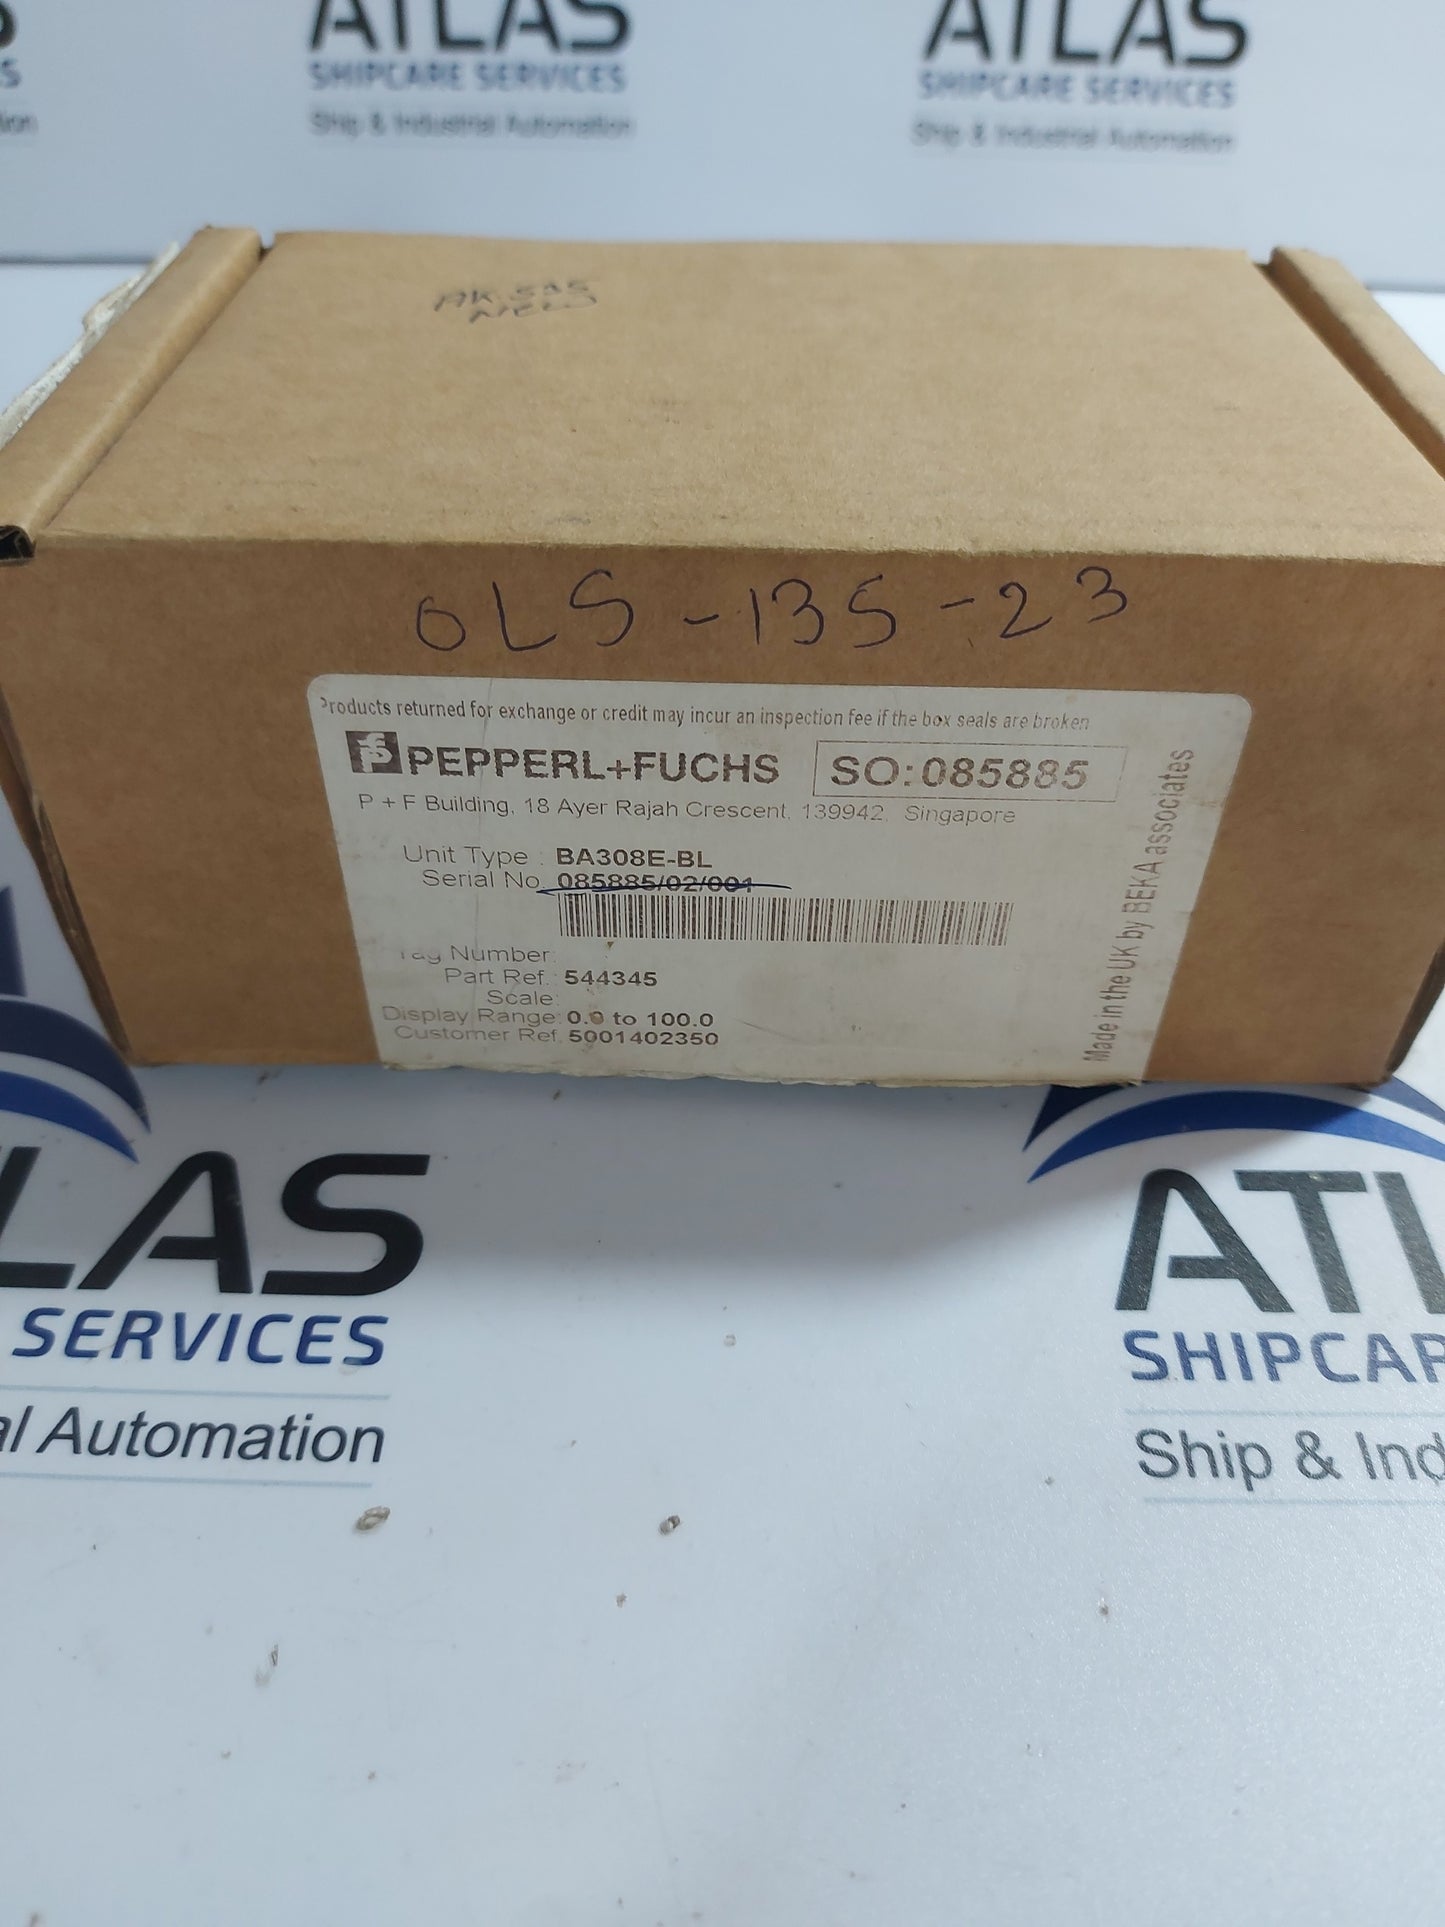 ATLAS
SHIPCARE SERVICES
Ship & Industrial Automation
ATLAS
SHIPCARE SERVICES
Ship & Industrial Automation
NEW
OLS-135-23
Products returned for exchange or credit may incur an inspection fee if the box seals are broken
PEPPERL+FUCHS
SO:085885
P + F Building, 18 Ayer Rajah Crescent, 139942, Singapore
Unit Type : BA308E-BL
Serial No. 085885/02/001
Tag Number:
Part Ref.: 544345
Scale:
Display Range: 0.0 to 100.0
Customer Ref. 5001402350
Made in the UK by BEKA associates
LAS
SERVICES
al Automation
ATL
SHIPCAR
Ship & Ind